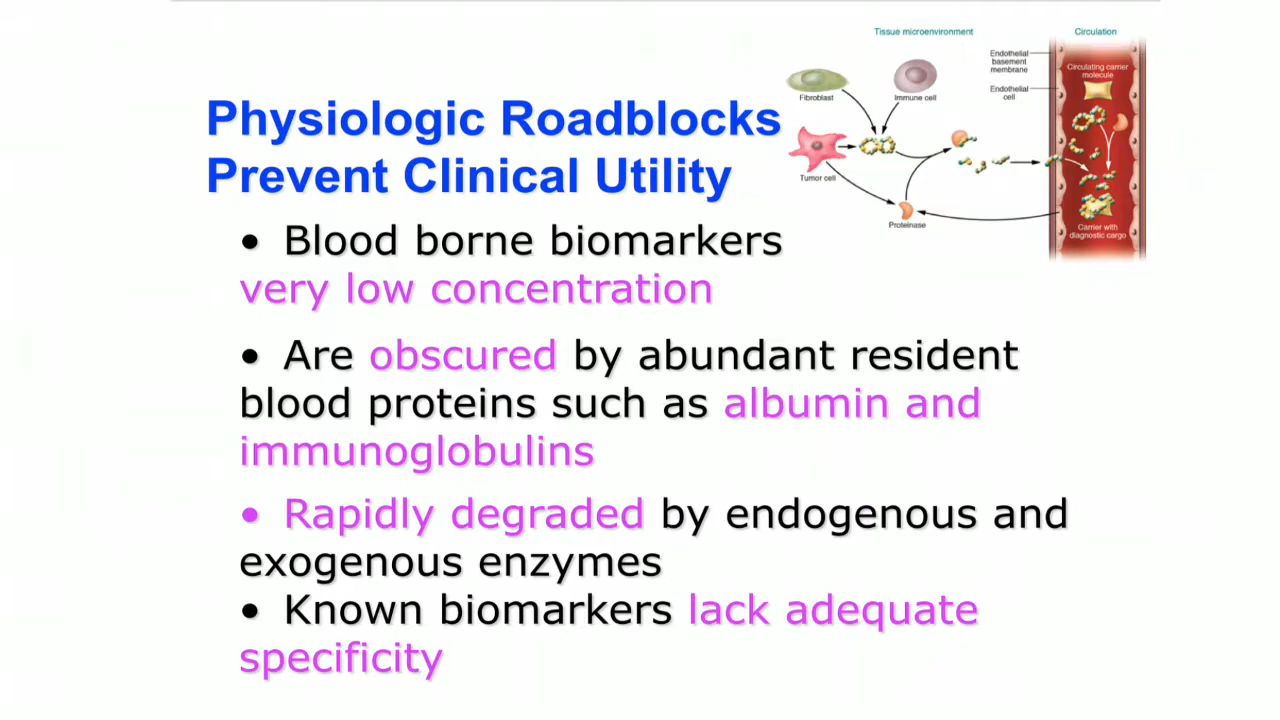 Tissue microenvironment
Circulation
Endothelial
basement
membrane
Endothelial
cell
Circulating carrier
molecule
Fibroblast
Immune cell
Tumor cell
Proteinase
Carrier with
diagnostic cargo
Physiologic Roadblocks
Prevent Clinical Utility
• Blood borne biomarkers
very low concentration
• Are obscured by abundant resident
blood proteins such as albumin and
immunoglobulins
• Rapidly degraded by endogenous and
exogenous enzymes
• Known biomarkers lack adequate
specificity